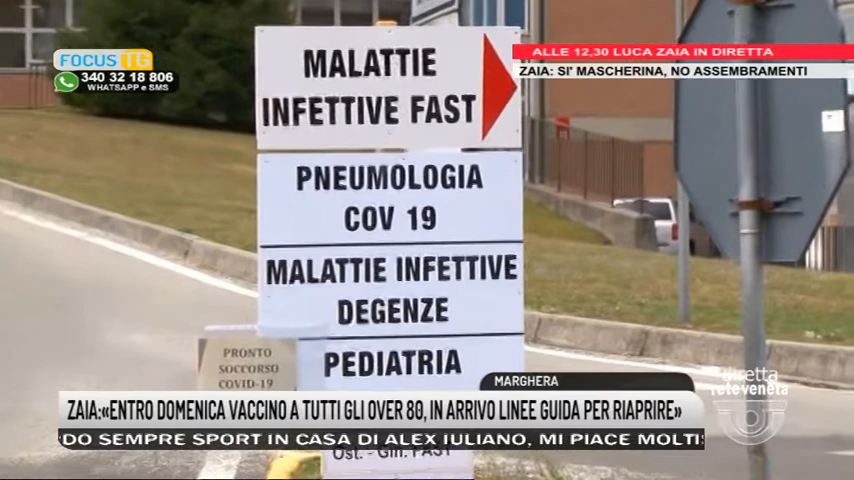 FOCUS TG
340 32 18 806
WHATSAPP e SMS
ALLE 12,30 LUCA ZAIA IN DIRETTA
ZAIA: SI' MASCHERINA, NO ASSEMBRAMENTI
MALATTIE
INFETTIVE FAST
PNEUMOLOGIA
COV 19
MALATTIE INFETTIVE
DEGENZE
PEDIATRIA
PRONTO
SOCCORSO
COVID-19
diretta
reteveneta
MARGHERA
ZAIA:«ENTRO DOMENICA VACCINO A TUTTI GLI OVER 80, IN ARRIVO LINEE GUIDA PER RIAPRIRE»
DO SEMPRE SPORT IN CASA DI ALEX IULIANO, MI PIACE MOLTI
Ost. - Gin. FAST